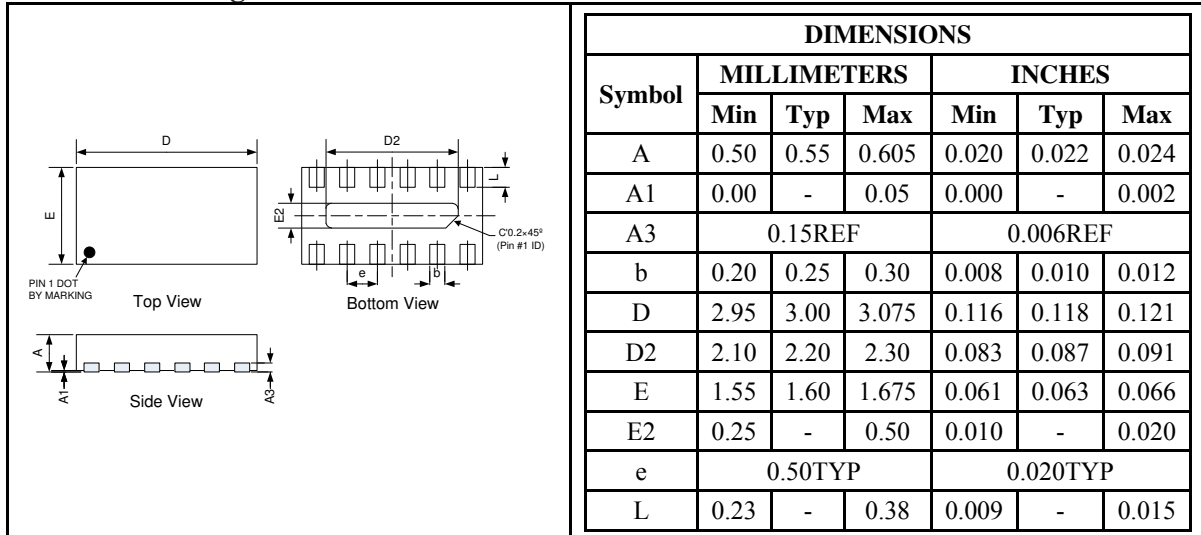 D
E
PIN 1 DOT
BY MARKING
Top View
D2
L
E2
C'0.2×45º
(Pin #1 ID)
e
b
Bottom View
A
A1
A3
Side View
DIMENSIONS
Symbol MILLIMETERS INCHES
Min Typ Max Min Typ Max
A 0.50 0.55 0.605 0.020 0.022 0.024
A1 0.00 - 0.05 0.000 - 0.002
A3 0.15REF 0.006REF
b 0.20 0.25 0.30 0.008 0.010 0.012
D 2.95 3.00 3.075 0.116 0.118 0.121
D2 2.10 2.20 2.30 0.083 0.087 0.091
E 1.55 1.60 1.675 0.061 0.063 0.066
E2 0.25 - 0.50 0.010 - 0.020
e 0.50TYP 0.020TYP
L 0.23 - 0.38 0.009 - 0.015